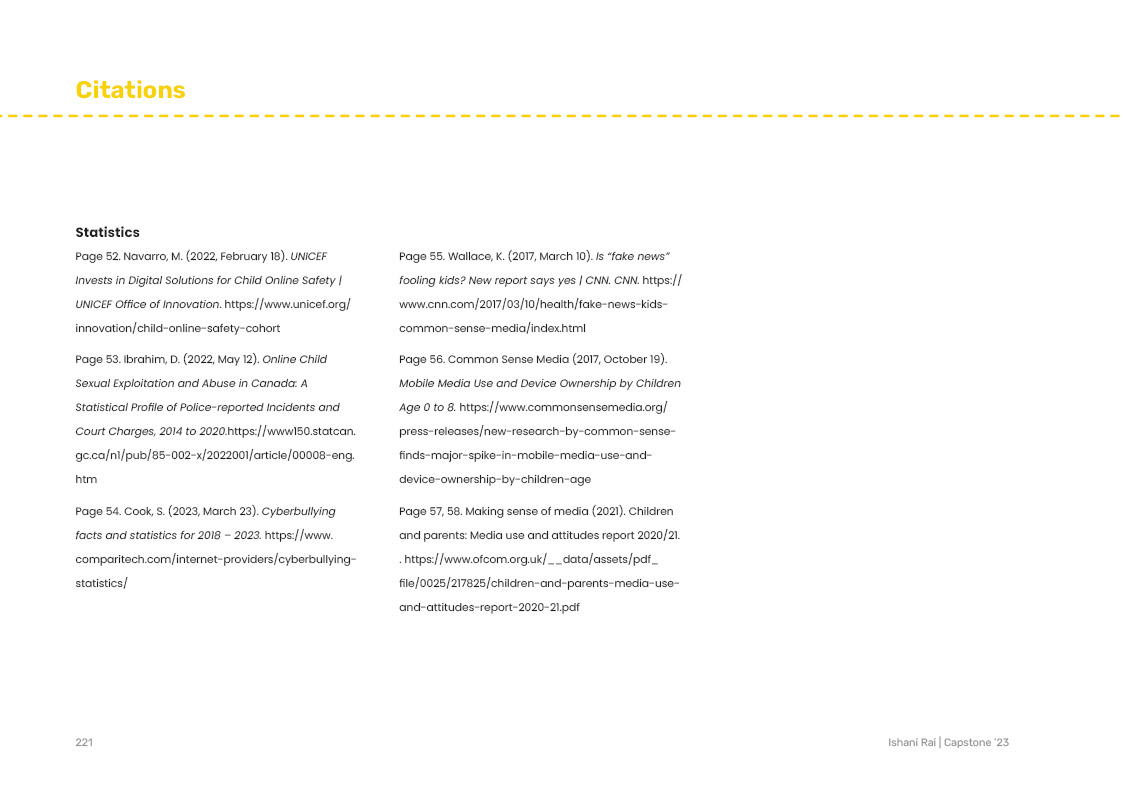 Citations
Statistics
Page 52. Navarro, M. (2022, February 18). UNICEF
Invests in Digital Solutions for Child Online Safety |
UNICEF Office of Innovation. https://www.unicef.org/
innovation/child-online-safety-cohort
Page 53. Ibrahim, D. (2022, May 12). Online Child
Sexual Exploitation and Abuse in Canada: A
Statistical Profile of Police-reported Incidents and
Court Charges, 2014 to 2020.https://www150.statcan.
gc.ca/n1/pub/85-002-x/2022001/article/00008-eng.
htm
Page 54. Cook, S. (2023, March 23). Cyberbullying
facts and statistics for 2018 – 2023. https://www.
comparitech.com/internet-providers/cyberbullying-
statistics/
Page 55. Wallace, K. (2017, March 10). Is “fake news”
fooling kids? New report says yes | CNN. CNN. https://
www.cnn.com/2017/03/10/health/fake-news-kids-
common-sense-media/index.html
Page 56. Common Sense Media (2017, October 19).
Mobile Media Use and Device Ownership by Children
Age 0 to 8. https://www.commonsensemedia.org/
press-releases/new-research-by-common-sense-
finds-major-spike-in-mobile-media-use-and-
device-ownership-by-children-age
Page 57, 58. Making sense of media (2021). Children
and parents: Media use and attitudes report 2020/21.
. https://www.ofcom.org.uk/__data/assets/pdf_
file/0025/217825/children-and-parents-media-use-
and-attitudes-report-2020-21.pdf
221
Ishani Rai | Capstone '23